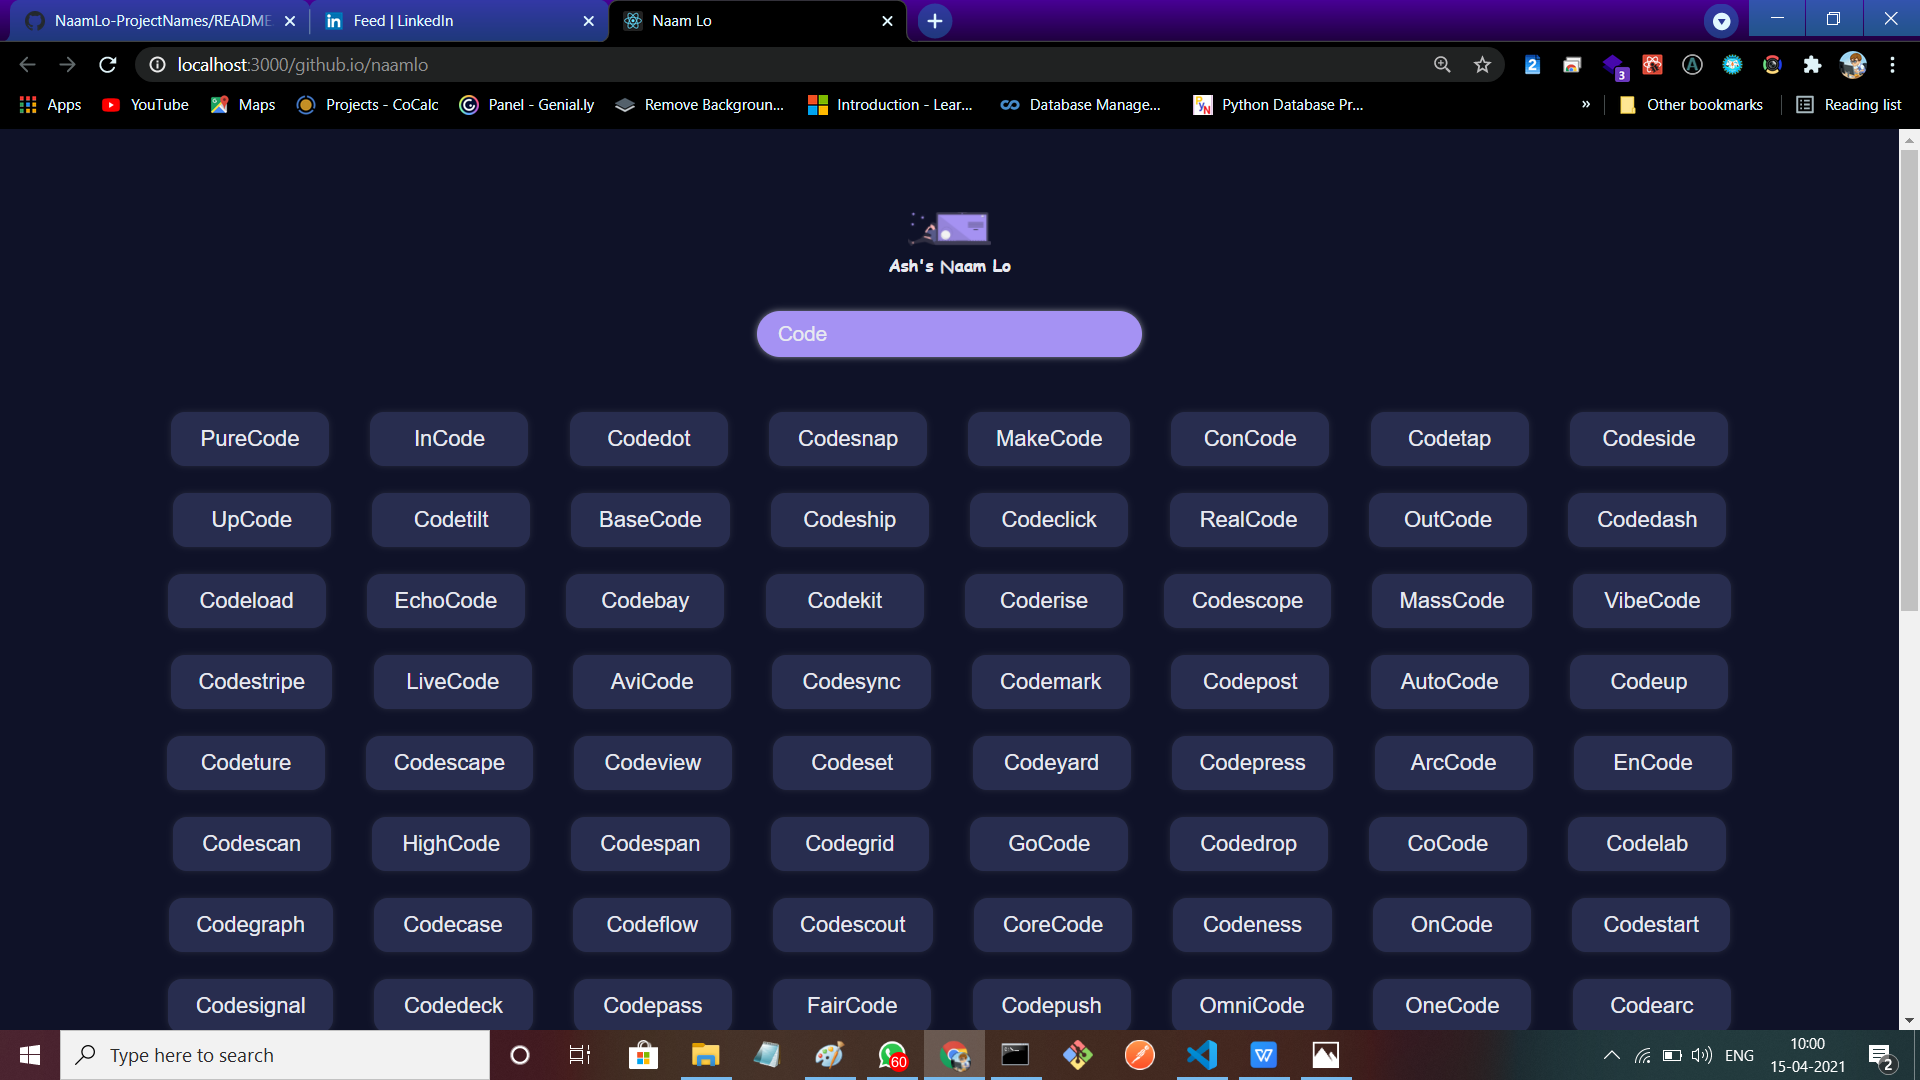 NaamLo-ProjectNames/README
Feed | LinkedIn
Naam Lo
localhost:3000/github.io/naamlo
2
3
Apps
YouTube
Maps
Projects - CoCalc
Panel - Genial.ly
Remove Backgroun...
Introduction - Lear...
Database Manage...
Python Database Pr...
»
Other bookmarks
Reading list
Ash's Naam Lo
Code
PureCode InCode Codedot Codesnap MakeCode ConCode Codetap Codeside
UpCode Codetilt BaseCode Codeship Codeclick RealCode OutCode Codedash
Codeload EchoCode Codebay Codekit Coderise Codescope MassCode VibeCode
Codestripe LiveCode AviCode Codesync Codemark Codepost AutoCode Codeup
Codeture Codescape Codeview Codeset Codeyard Codepress ArcCode EnCode
Codescan HighCode Codespan Codegrid GoCode Codedrop CoCode Codelab
Codegraph Codecase Codeflow Codescout CoreCode Codeness OnCode Codestart
Codesignal Codedeck Codepass FairCode Codepush OmniCode OneCode Codearc
Type here to search
60
ENG
10:00
15-04-2021
2